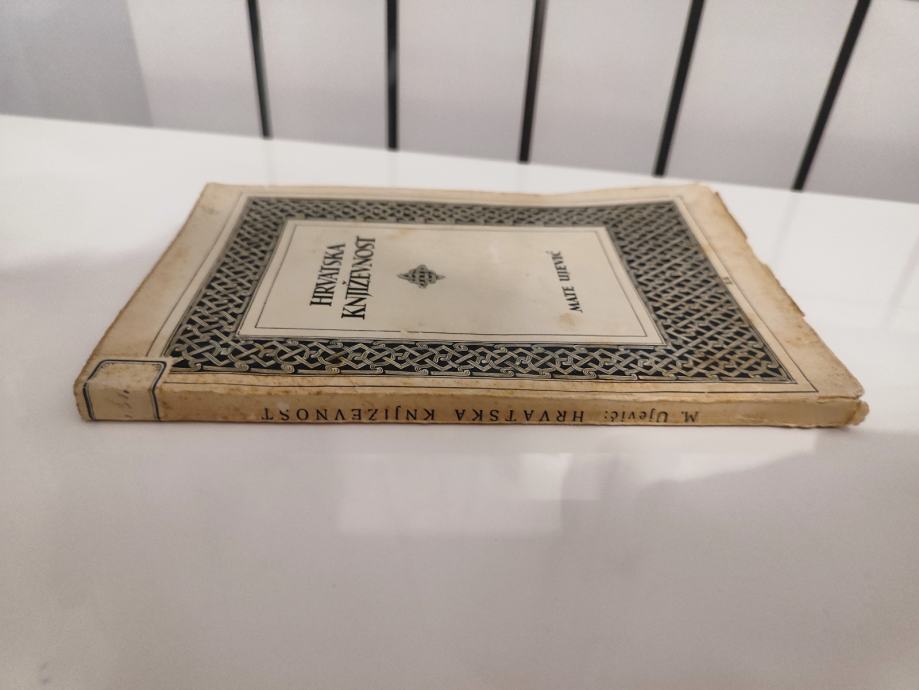 HRVATSKA
KNJIŽEVNOST
MATE UJEVIĆ
M. Ujević: HRVATSKA KNJIŽEVNOST